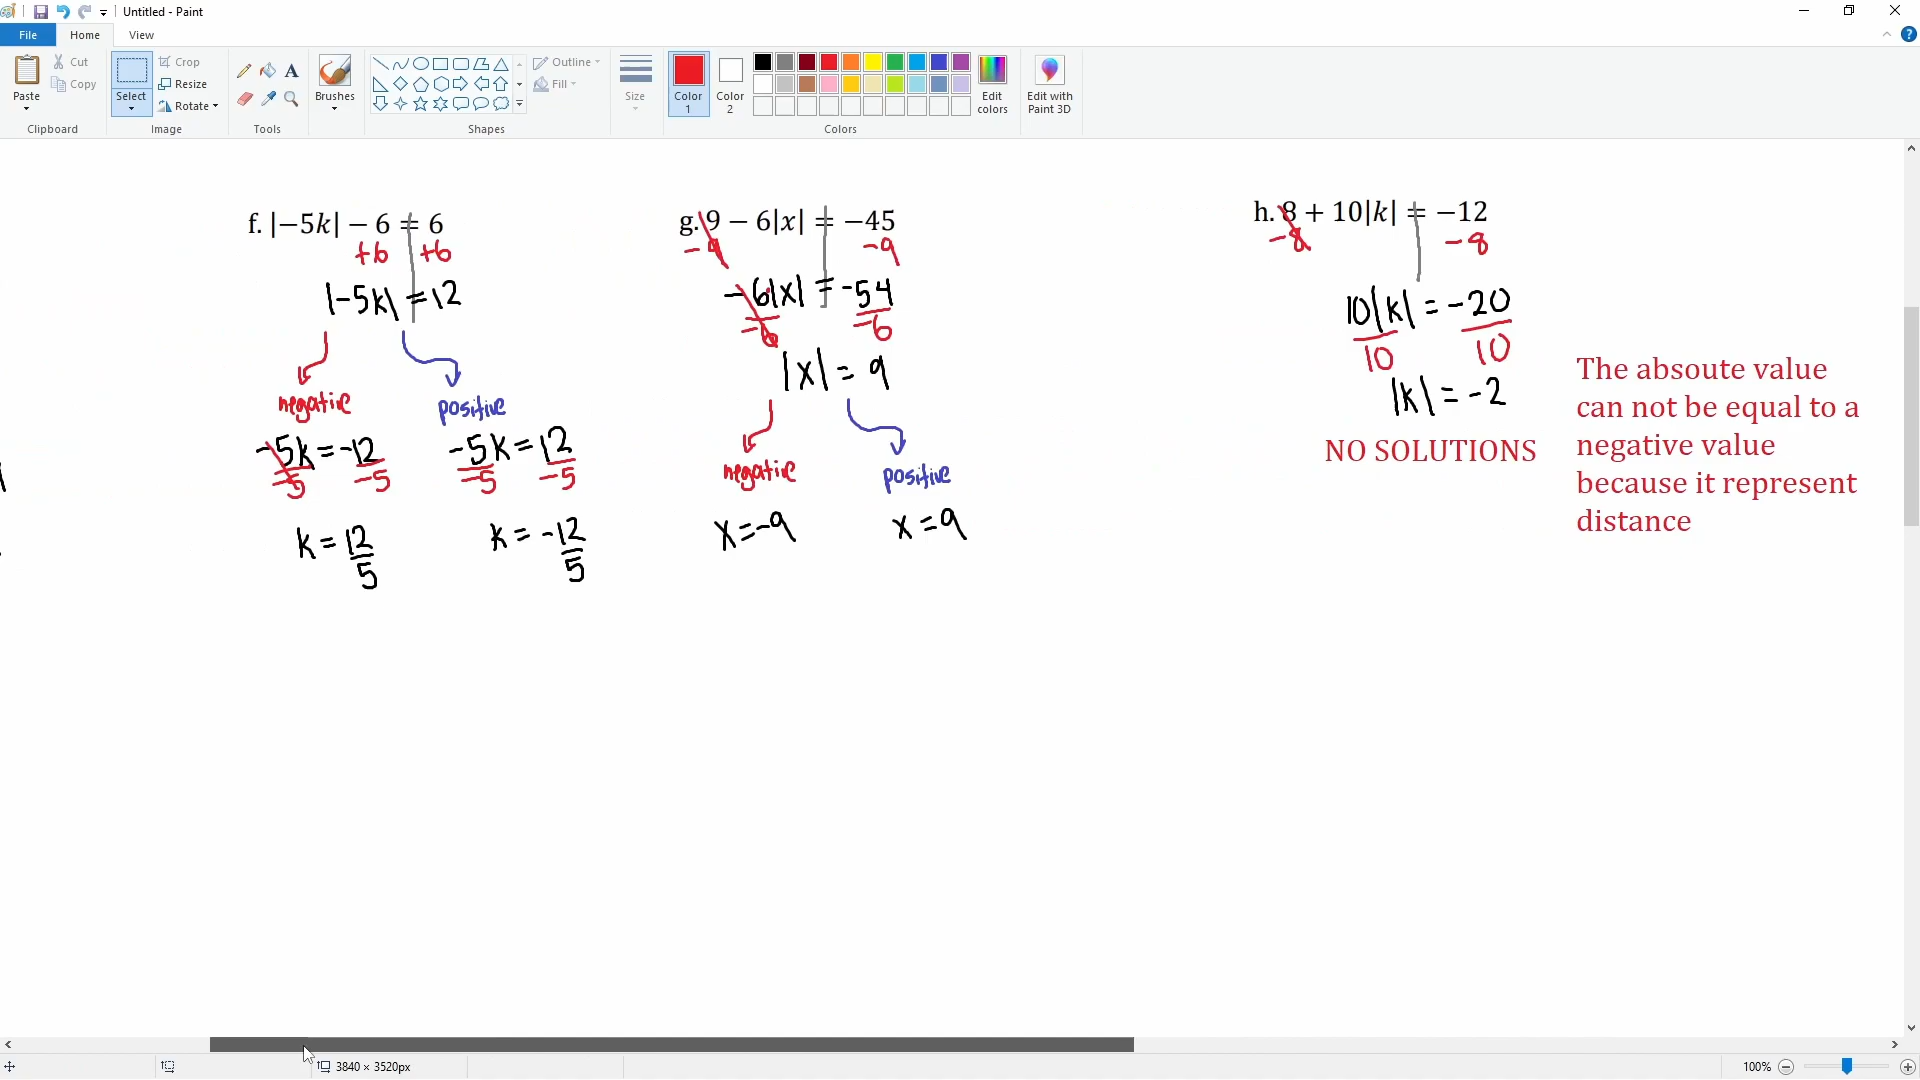 Untitled - Paint
File Home View
Paste
Cut
Copy
Clipboard
Select
Crop
Resize
Rotate
Image
A
Tools
Brushes
Shapes
Outline
Fill
Size
Color 1
Color 2
Edit colors
Colors
Edit with Paint 3D
f. |−5k| − 6 = 6
+6 +6
|-5k| = 12
negative positive
-5k = -12
-5 -5
k = 12
5
-5k = 12
-5 -5
k = -12
5
g. 9 − 6|x| = −45
-9 -9
-6|x| = -54
-6 -6
|x| = 9
negative positive
x = -9 x = 9
h. 8 + 10|k| = −12
-8 -8
10|k| = -20
10 10
|k| = -2
NO SOLUTIONS
The absoute value
can not be equal to a
negative value
because it represent
distance
3840 × 3520px
100%